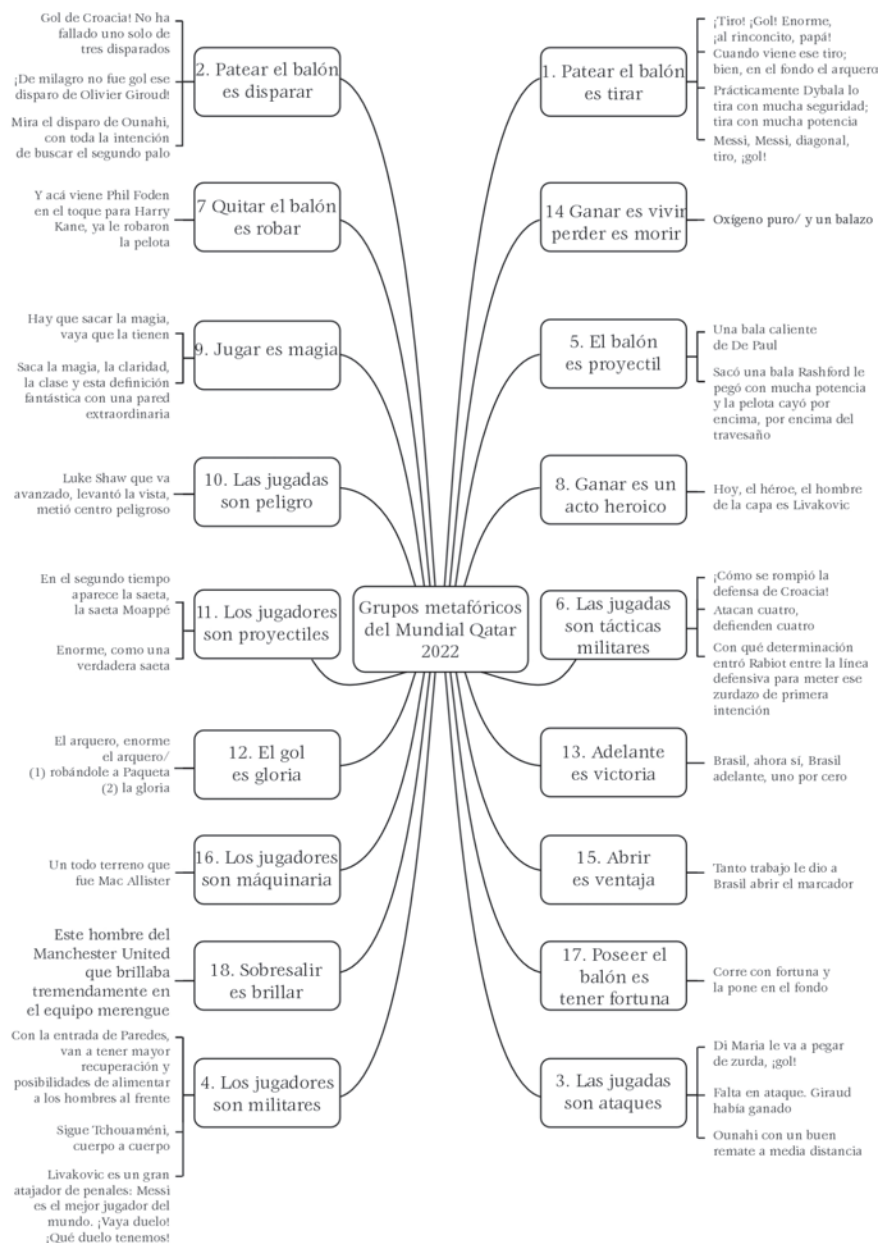 Gol de Croacia! No ha
fallado uno solo de
tres disparados
¡De milagro no fue gol ese
disparo de Olivier Giroud!
Mira el disparo de Ounahi,
con toda la intención
de buscar el segundo palo
2. Patear el balón
es disparar
Y acá viene Phil Foden
en el toque para Harry
Kane, ya le robaron
la pelota
7 Quitar el balón
es robar
Hay que sacar la magia,
vaya que la tienen
Saca la magia, la claridad,
la clase y esta definición
fantástica con una pared
extraordinaria
9. Jugar es magia
Luke Shaw que va
avanzado, levantó la vista,
metió centro peligroso
10. Las jugadas
son peligro
En el segundo tiempo
aparece la saeta,
la saeta Moappé
Enorme, como una
verdadera saeta
11. Los jugadores
son proyectiles
El arquero, enorme
el arquero/
(1) robándole a Paqueta
(2) la gloria
12. El gol
es gloria
Un todo terreno que
fue Mac Allister
16. Los jugadores
son máquinaria
Este hombre del
Manchester United
que brillaba
tremendamente en
el equipo merengue
18. Sobresalir
es brillar
Con la entrada de Paredes,
van a tener mayor
recuperación y
posibilidades de alimentar
a los hombres al frente
Sigue Tchouaméni,
cuerpo a cuerpo
Livakovic es un gran
atajador de penales: Messi
es el mejor jugador del
mundo. ¡Vaya duelo!
¡Qué duelo tenemos!
4. Los jugadores
son militares
Grupos metafóricos
del Mundial Qatar
2022
1. Patear el balón
es tirar
¡Tiro! ¡Gol! Enorme,
¡al rinconcito, papá!
Cuando viene ese tiro;
bien, en el fondo el arquero
Prácticamente Dybala lo
tira con mucha seguridad;
tira con mucha potencia
Messi, Messi, diagonal,
tiro, ¡gol!
14 Ganar es vivir
perder es morir
Oxígeno puro/ y un balazo
5. El balón
es proyectil
Una bala caliente
de De Paul
Sacó una bala Rashford le
pegó con mucha potencia
y la pelota cayó por
encima, por encima del
travesaño
8. Ganar es un
acto heroico
Hoy, el héroe, el hombre
de la capa es Livakovic
6. Las jugadas
son tácticas
militares
¡Cómo se rompió la
defensa de Croacia!
Atacan cuatro,
defienden cuatro
Con qué determinación
entró Rabiot entre la línea
defensiva para meter ese
zurdazo de primera
intención
13. Adelante
es victoria
Brasil, ahora sí, Brasil
adelante, uno por cero
15. Abrir
es ventaja
Tanto trabajo le dio a
Brasil abrir el marcador
17. Poseer el
balón es
tener fortuna
Corre con fortuna y
la pone en el fondo
3. Las jugadas
son ataques
Di Maria le va a pegar
de zurda, ¡gol!
Falta en ataque. Giraud
había ganado
Ounahi con un buen
remate a media distancia